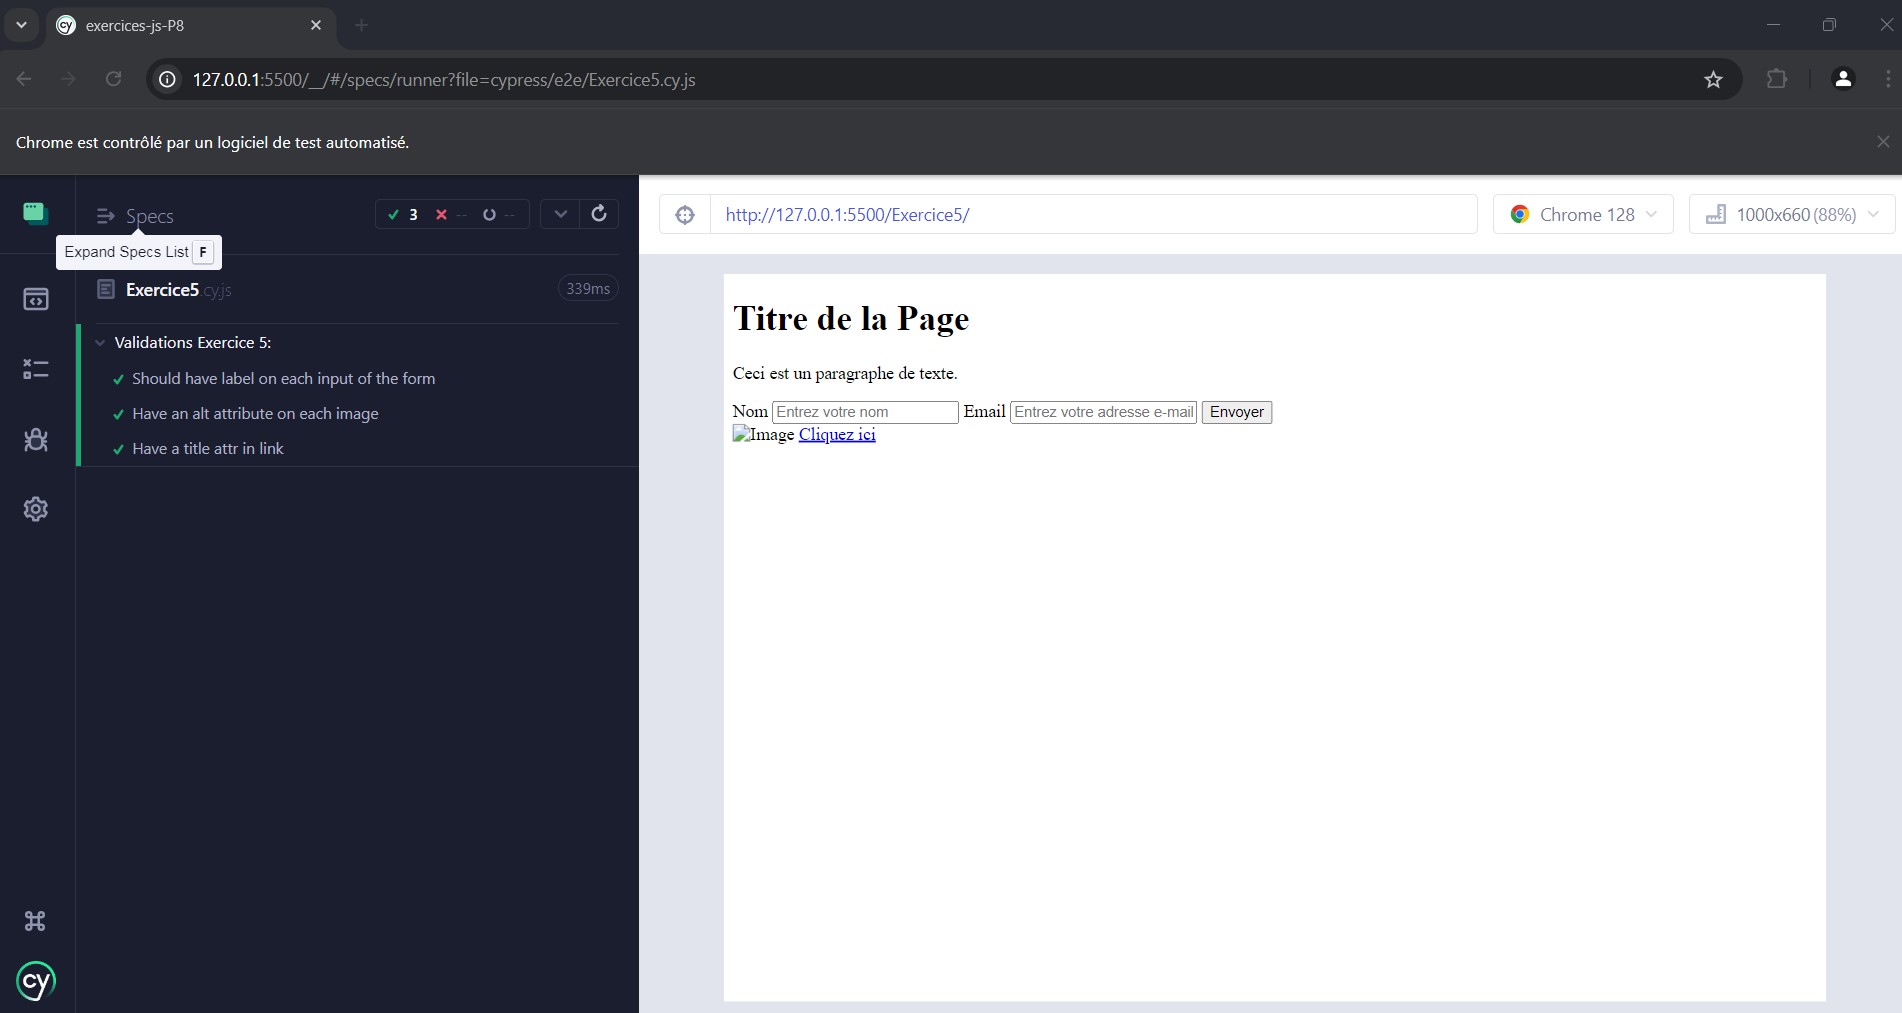 exercices-js-P8
127.0.0.1:5500/__/#/specs/runner?file=cypress/e2e/Exercice5.cy.js
Chrome est contrôlé par un logiciel de test automatisé.
Specs
3 -- --
http://127.0.0.1:5500/Exercice5/
Chrome 128
1000x660 (88%)
Expand Specs List F
Exercice5.cy.js
339ms
Validations Exercice 5:
Should have label on each input of the form
Have an alt attribute on each image
Have a title attr in link
Titre de la Page
Ceci est un paragraphe de texte.
Nom Entrez votre nom Email Entrez votre adresse e-mail Envoyer
Image Cliquez ici
cy